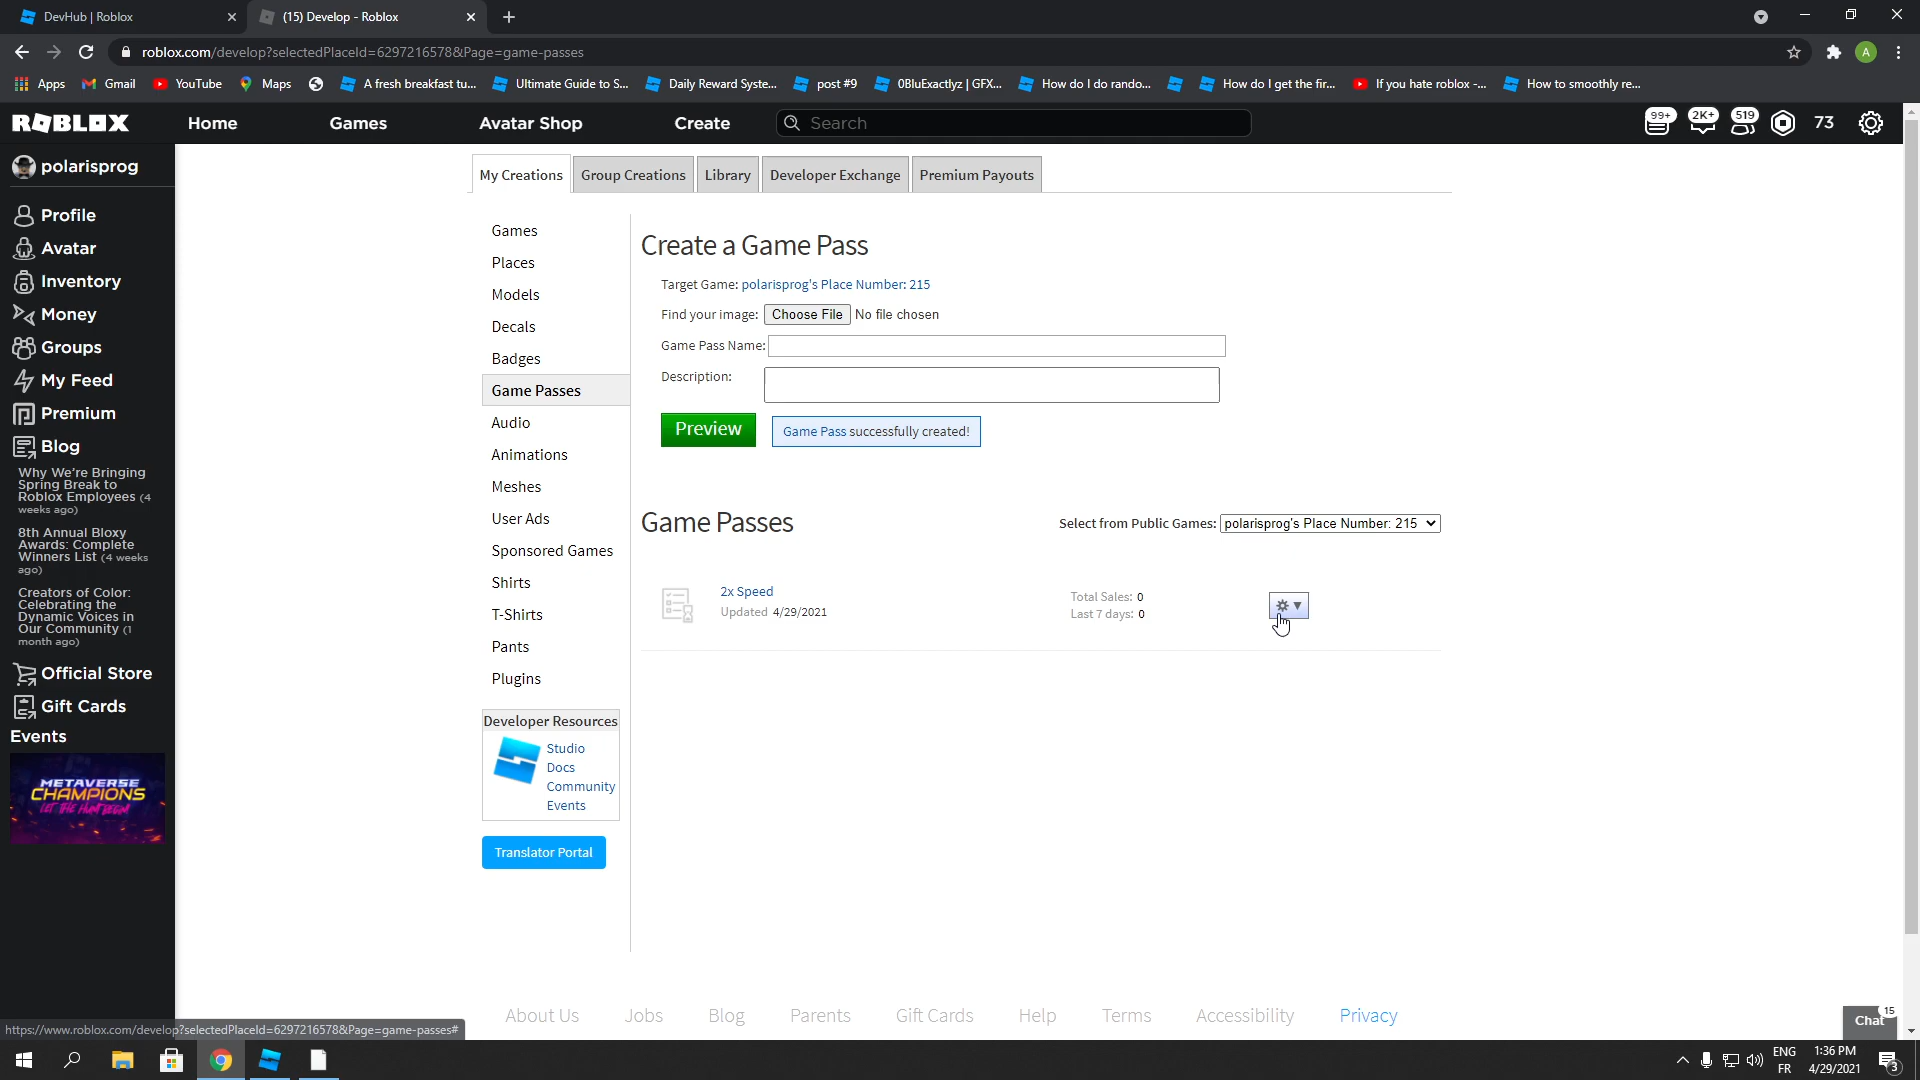 DevHub | Roblox
(15) Develop - Roblox
roblox.com/develop?selectedPlaceId=6297216578&Page=game-passes
Apps
Gmail
YouTube
Maps
A fresh breakfast tu...
Ultimate Guide to S...
Daily Reward Syste...
post #9
0BluExactlyz | GFX...
How do I do rando...
How do I get the fir...
If you hate roblox -...
How to smoothly re...
ROBLOX
Home
Games
Avatar Shop
Create
Search
99+
2K+
519
73
polarisprog
Profile
Avatar
Inventory
Money
Groups
My Feed
Premium
Blog
Why We're Bringing
Spring Break to
Roblox Employees (4
weeks ago)
8th Annual Bloxy
Awards: Complete
Winners List (4 weeks
ago)
Creators of Color:
Celebrating the
Dynamic Voices in
Our Community (1
month ago)
Official Store
Gift Cards
Events
METAVERSE
CHAMPIONS
LET THE HUNT BEGIN
My Creations
Group Creations
Library
Developer Exchange
Premium Payouts
Games
Places
Models
Decals
Badges
Game Passes
Audio
Animations
Meshes
User Ads
Sponsored Games
Shirts
T-Shirts
Pants
Plugins
Developer Resources
Studio
Docs
Community
Events
Translator Portal
Create a Game Pass
Target Game: polarisprog's Place Number: 215
Find your image: Choose File No file chosen
Game Pass Name:
Description:
Preview
Game Pass successfully created!
Game Passes
Select from Public Games: polarisprog's Place Number: 215
2x Speed
Updated 4/29/2021
Total Sales: 0
Last 7 days: 0
About Us
Jobs
Blog
Parents
Gift Cards
Help
Terms
Accessibility
Privacy
Chat
15
https://www.roblox.com/develop?selectedPlaceId=6297216578&Page=game-passes#
ENG
FR
1:36 PM
4/29/2021
3
A